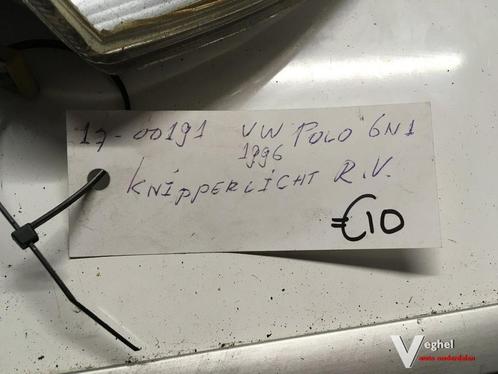 17-00191 VW POLO 6N1
1996
KNIPPERLICHT R.V.
€10
Veghel